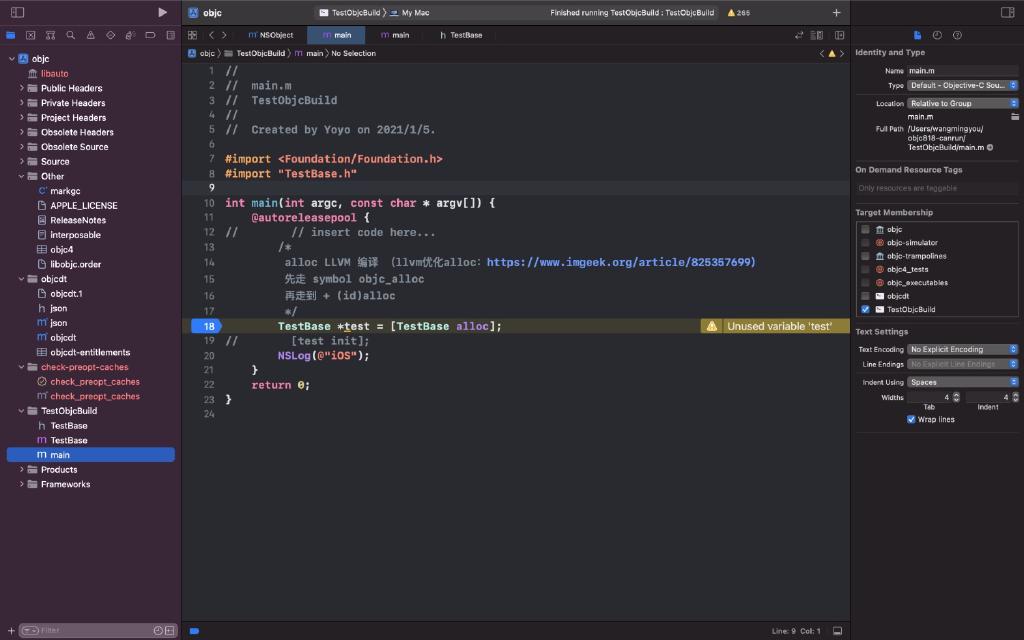 objc
TestObjcBuild 〉 My Mac
Finished running TestObjcBuild : TestObjcBuild
265
NSObject
main
main
TestBase
objc 〉 TestObjcBuild 〉 main 〉 No Selection
objc
libauto
Public Headers
Private Headers
Project Headers
Obsolete Headers
Obsolete Source
Source
Other
markgc
APPLE_LICENSE
ReleaseNotes
interposable
objc4
libobjc.order
objcdt
objcdt.1
json
json
objcdt
objcdt-entitlements
check-preopt-caches
check_preopt_caches
check_preopt_caches
TestObjcBuild
TestBase
TestBase
main
Products
Frameworks
Filter
1 //
2 //  main.m
3 //  TestObjcBuild
4 //
5 //  Created by Yoyo on 2021/1/5.
6
7 #import <Foundation/Foundation.h>
8 #import "TestBase.h"
9
10 int main(int argc, const char * argv[]) {
11     @autoreleasepool {
12 //        // insert code here...
13         /*
14          alloc LLVM 编译 （llvm优化alloc：https://www.imgeek.org/article/825357699）
15          先走 symbol objc_alloc
16          再走到 + (id)alloc
17          */
18         TestBase *test = [TestBase alloc];
Unused variable 'test'
19 //        [test init];
20         NSLog(@"iOS");
21     }
22     return 0;
23 }
24
Line: 9 Col: 1
Identity and Type
Name main.m
Type Default - Objective-C Sou...
Location Relative to Group
main.m
Full Path /Users/wangmingyou/
objc818-canrun/
TestObjcBuild/main.m
On Demand Resource Tags
Only resources are taggable
Target Membership
objc
objc-simulator
objc-trampolines
objc4_tests
objc_executables
objcdt
TestObjcBuild
Text Settings
Text Encoding No Explicit Encoding
Line Endings No Explicit Line Endings
Indent Using Spaces
Widths 4 4
Tab Indent
Wrap lines